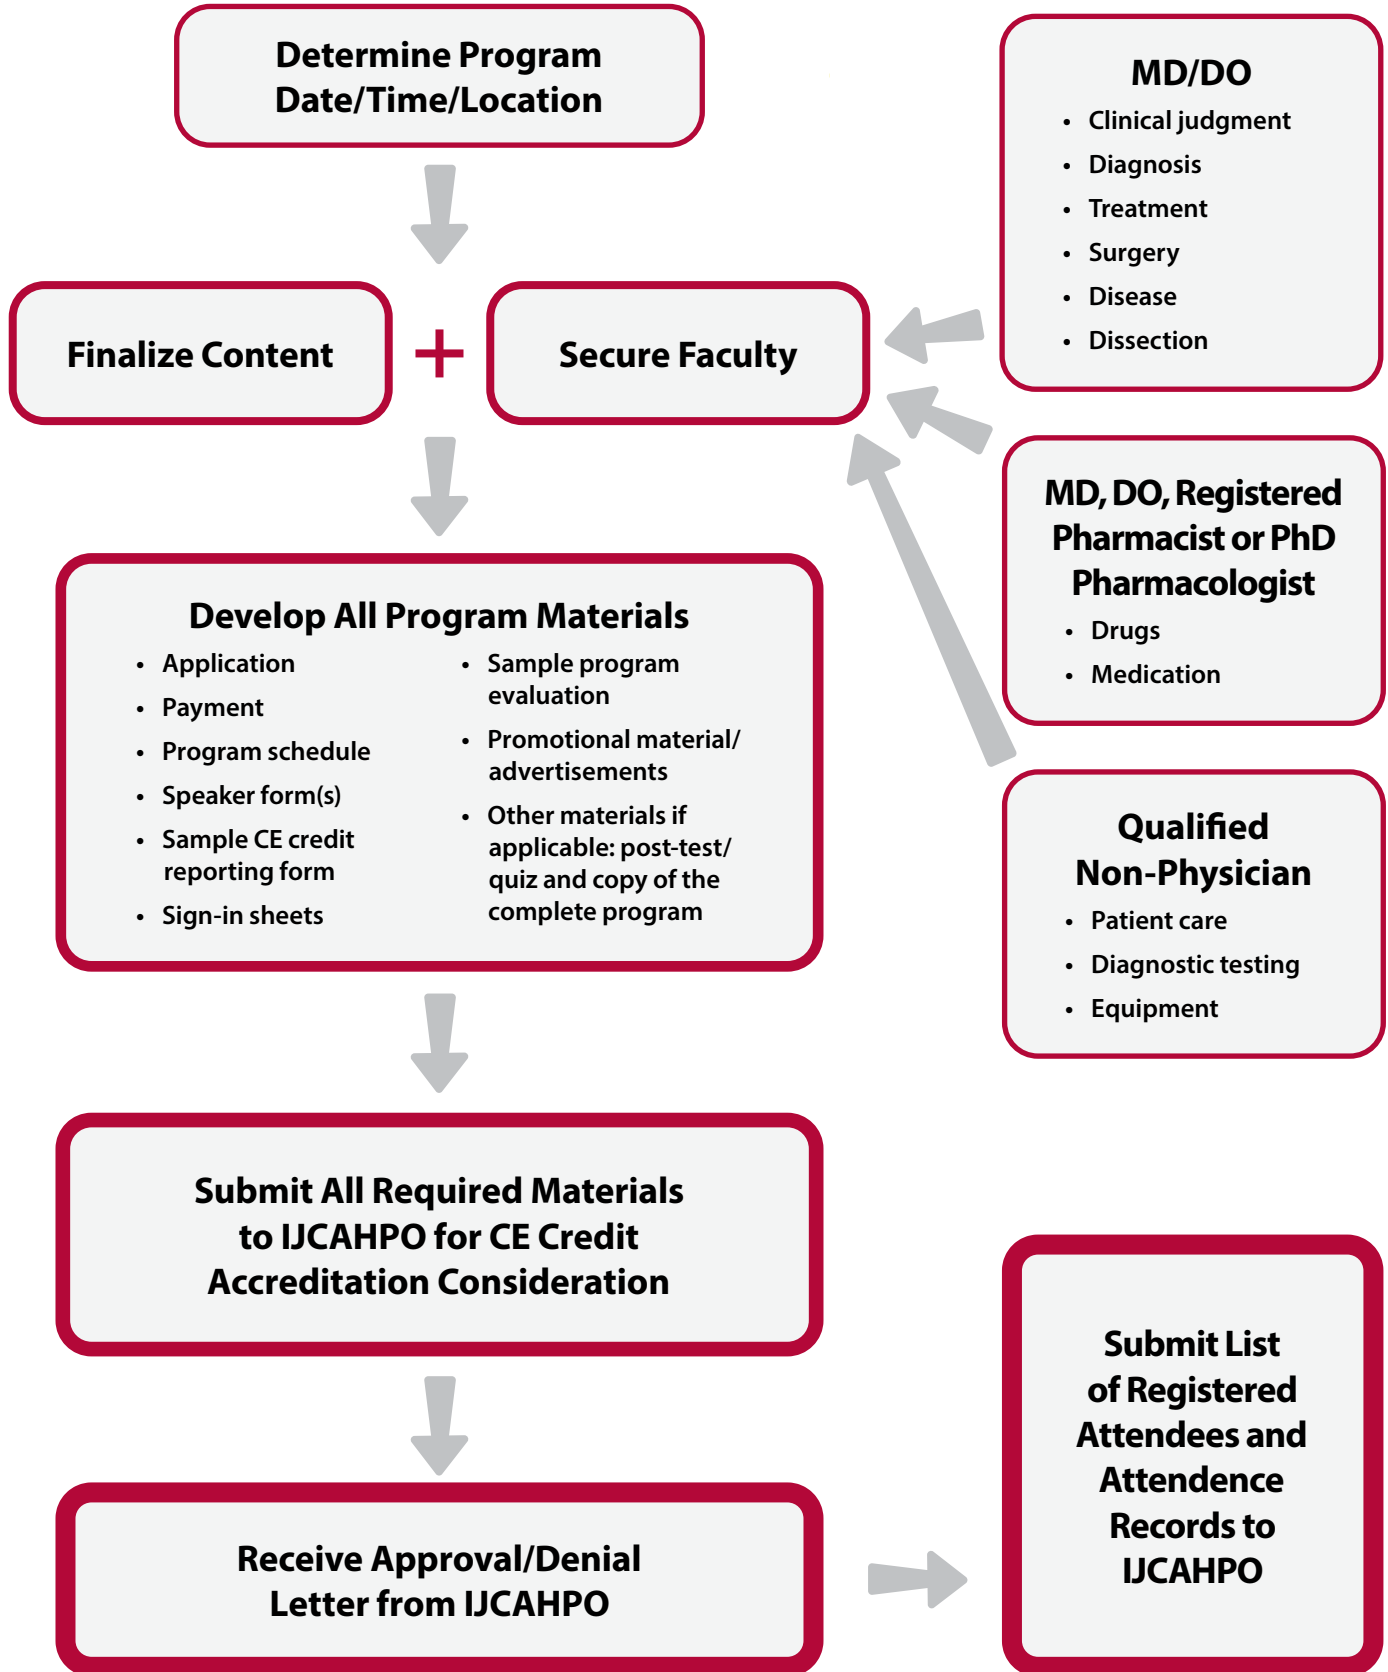 Determine Program
Date/Time/Location
MD/DO
• Clinical judgment
• Diagnosis
• Treatment
• Surgery
• Disease
• Dissection
Finalize Content
+
Secure Faculty
MD, DO, Registered
Pharmacist or PhD
Pharmacologist
• Drugs
• Medication
Develop All Program Materials
• Application
• Payment
• Program schedule
• Speaker form(s)
• Sample CE credit
reporting form
• Sign-in sheets
• Sample program
evaluation
• Promotional material/
advertisements
• Other materials if
applicable: post-test/
quiz and copy of the
complete program
Qualified
Non-Physician
• Patient care
• Diagnostic testing
• Equipment
Submit All Required Materials
to IJCAHPO for CE Credit
Accreditation Consideration
Receive Approval/Denial
Letter from IJCAHPO
Submit List
of Registered
Attendees and
Attendence
Records to
IJCAHPO